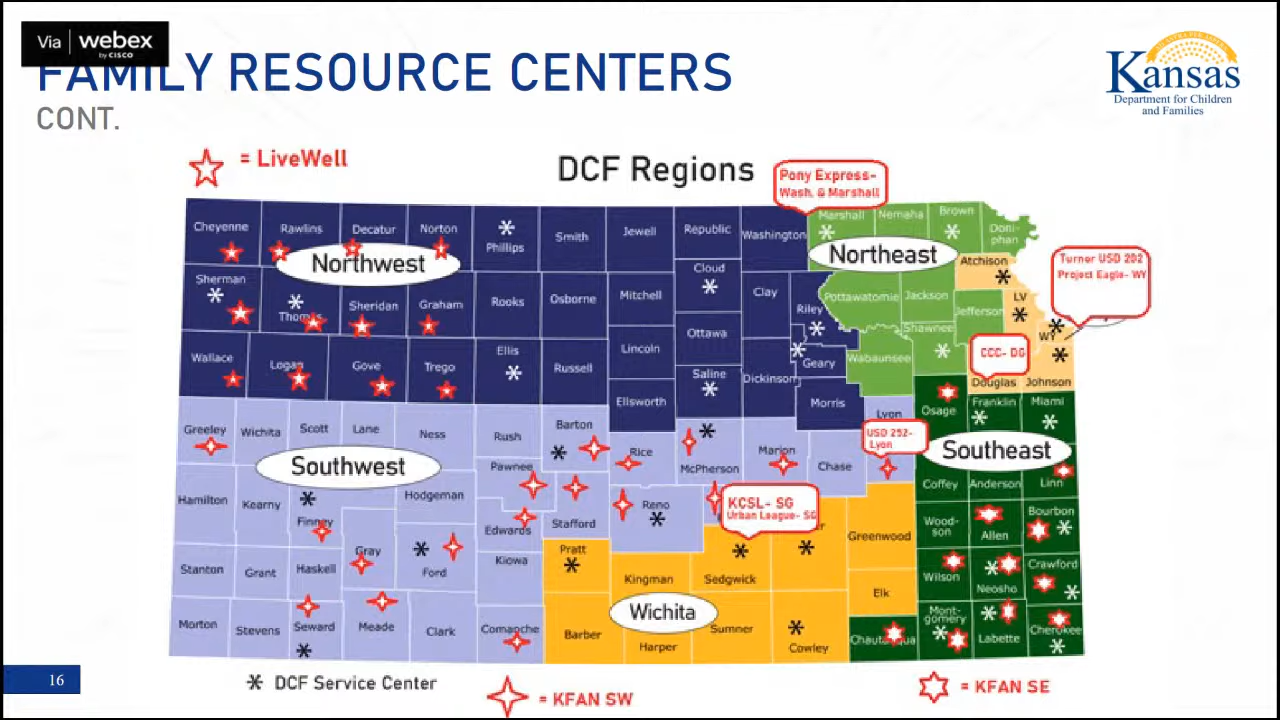 Via | webex
by CISCO
FAMILY RESOURCE CENTERS
CONT.
Kansas
Department for Children
and Families
= LiveWell
DCF Regions
Pony Express-
Wash. & Marshall
Cheyenne
Rawlins
Decatur
Norton
Phillips
Smith
Jewell
Republic
Washington
Marshall
Nemaha
Brown
Doni-
phan
Northwest
Northeast
Atchison
Turner USD 202
Project Eagle- WY
Sherman
Thomas
Sheridan
Graham
Rooks
Osborne
Mitchell
Cloud
Clay
Riley
Pottawatomie
Jackson
Jefferson
LV
WY
Ottawa
Shawnee
Wallace
Logan
Gove
Trego
Ellis
Russell
Lincoln
Saline
Dickinson
Geary
Wabaunsee
CCC- DG
Douglas
Johnson
Ellsworth
Morris
Lyon
Osage
Franklin
Miami
Greeley
Wichita
Scott
Lane
Ness
Rush
Barton
Rice
McPherson
Marion
Chase
USD 252-
Lyon
Southwest
Southeast
Pawnee
Hamilton
Kearny
Finney
Hodgeman
Edwards
Stafford
Reno
KCSL- SG
Urban League- SG
Coffey
Anderson
Linn
Greenwood
Wood-
son
Allen
Bourbon
Stanton
Grant
Haskell
Gray
Ford
Kiowa
Pratt
Kingman
Sedgwick
Elk
Wilson
Neosho
Crawford
Morton
Stevens
Seward
Meade
Clark
Comanche
Barber
Wichita
Harper
Sumner
Cowley
Chautauqua
Mont-
gomery
Labette
Cherokee
16
DCF Service Center
= KFAN SW
= KFAN SE